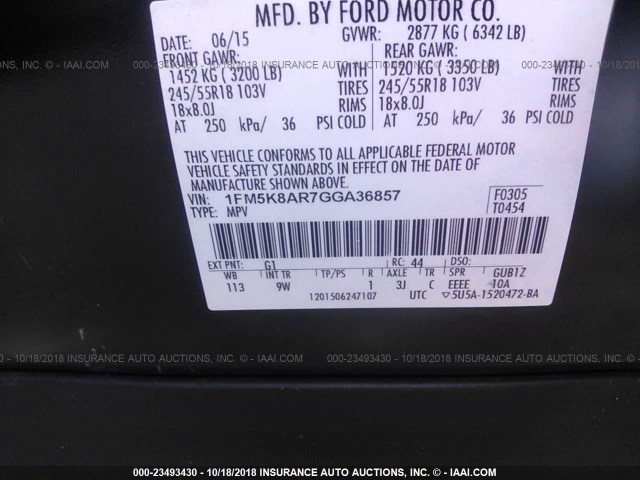 MFD. BY FORD MOTOR CO.
DATE: 06/15 GVWR: 2877 KG ( 6342 LB)
FRONT GAWR: REAR GAWR:
1452 KG ( 3200 LB) WITH 1520 KG ( 3350 LB) WITH
245/55R18 103V TIRES 245/55R18 103V TIRES
18x8.0J RIMS 18x8.0J RIMS
AT 250 kPa/ 36 PSI COLD AT 250 kPa/ 36 PSI COLD
THIS VEHICLE CONFORMS TO ALL APPLICABLE FEDERAL MOTOR
VEHICLE SAFETY STANDARDS IN EFFECT ON THE DATE OF
MANUFACTURE SHOWN ABOVE.
VIN: 1FM5K8AR7GGA36857 F0305
TYPE: MPV T0454
EXT PNT: G1 RC: 44 DSO:
WB INT TR TP/PS R AXLE TR SPR GUB1Z
113 9W 1 3J C EEEE 10A
1201506247107 UTC 5U5A-1520472-BA
000-23493430 - 10/18/2018 INSURANCE AUTO AUCTIONS, INC. - IAAI.COM